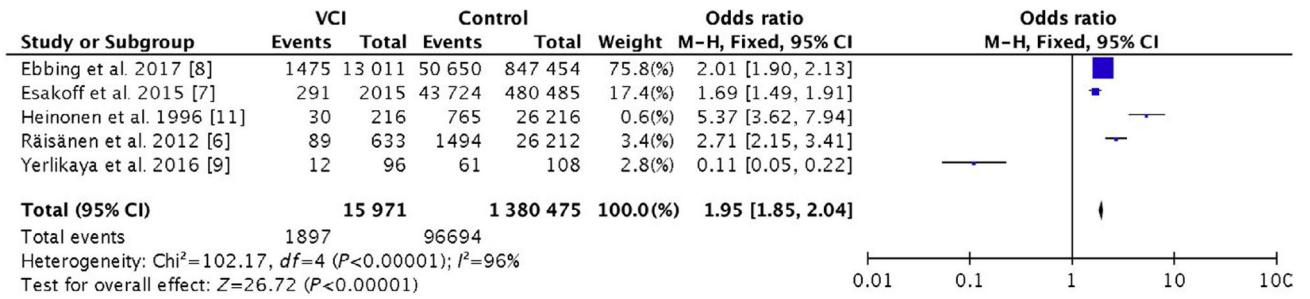 VCI Control Odds ratio Odds ratio
Study or Subgroup Events Total Events Total Weight M-H, Fixed, 95% CI M-H, Fixed, 95% CI
Ebbing et al. 2017 [8] 1475 13 011 50 650 847 454 75.8(%) 2.01 [1.90, 2.13]
Esakoff et al. 2015 [7] 291 2015 43 724 480 485 17.4(%) 1.69 [1.49, 1.91]
Heinonen et al. 1996 [11] 30 216 765 26 216 0.6(%) 5.37 [3.62, 7.94]
Räisänen et al. 2012 [6] 89 633 1494 26 212 3.4(%) 2.71 [2.15, 3.41]
Yerlikaya et al. 2016 [9] 12 96 61 108 2.8(%) 0.11 [0.05, 0.22]
Total (95% CI) 15 971 1 380 475 100.0(%) 1.95 [1.85, 2.04]
Total events 1897 96694
Heterogeneity: Chi²=102.17, df=4 (P<0.00001); I²=96%
Test for overall effect: Z=26.72 (P<0.00001)
0.01 0.1 1 10